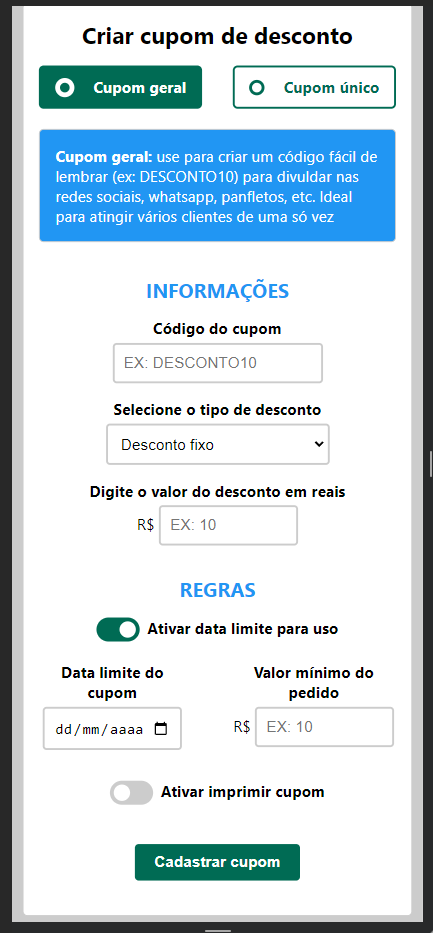 Criar cupom de desconto
Cupom geral
Cupom único
Cupom geral: use para criar um código fácil de
lembrar (ex: DESCONTO10) para divuldar nas
redes sociais, whatsapp, panfletos, etc. Ideal
para atingir vários clientes de uma só vez
INFORMAÇÕES
Código do cupom
EX: DESCONTO10
Selecione o tipo de desconto
Desconto fixo
Digite o valor do desconto em reais
R$ EX: 10
REGRAS
Ativar data limite para uso
Data limite do
cupom
dd/mm/aaaa
Valor mínimo do
pedido
R$ EX: 10
Ativar imprimir cupom
Cadastrar cupom